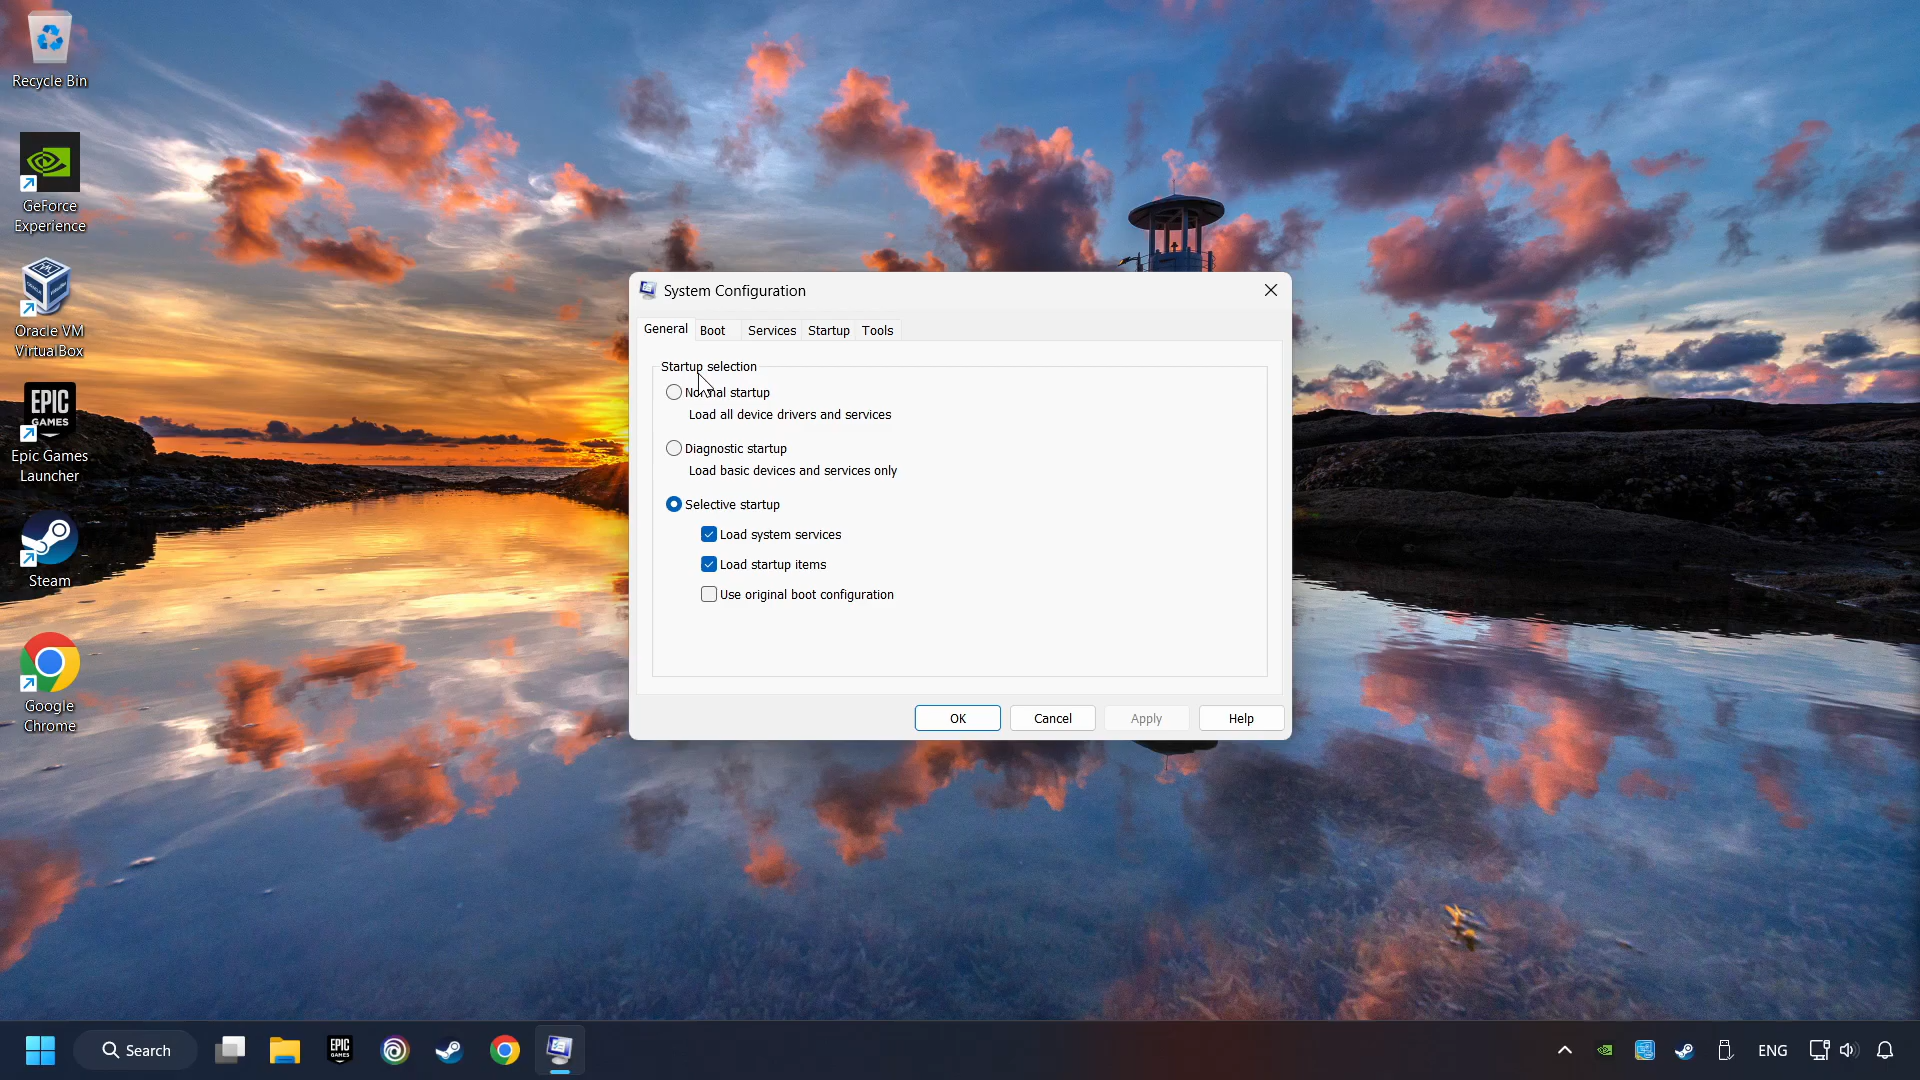 Recycle Bin
GeForce
Experience
Oracle VM
VirtualBox
EPIC
GAMES
Epic Games
Launcher
Steam
Google
Chrome
System Configuration
General Boot Services Startup Tools
Startup selection
Normal startup
Load all device drivers and services
Diagnostic startup
Load basic devices and services only
Selective startup
Load system services
Load startup items
Use original boot configuration
OK Cancel Apply Help
Search
EPIC
GAMES
ENG